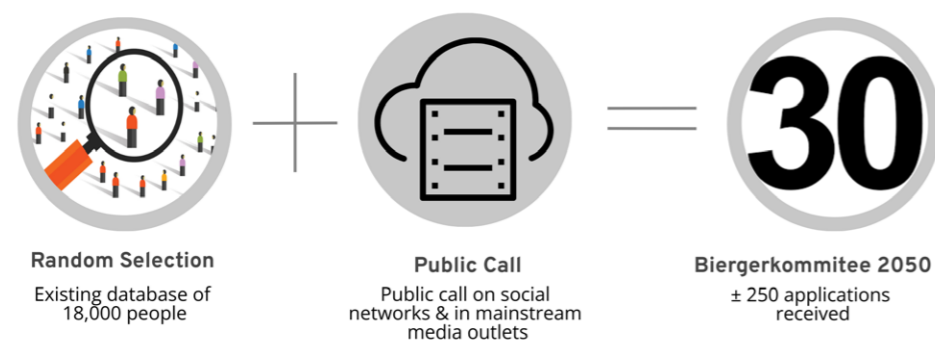 30
Random Selection
Existing database of
18,000 people
Public Call
Public call on social
networks & in mainstream
media outlets
Biergerkommitee 2050
± 250 applications
received